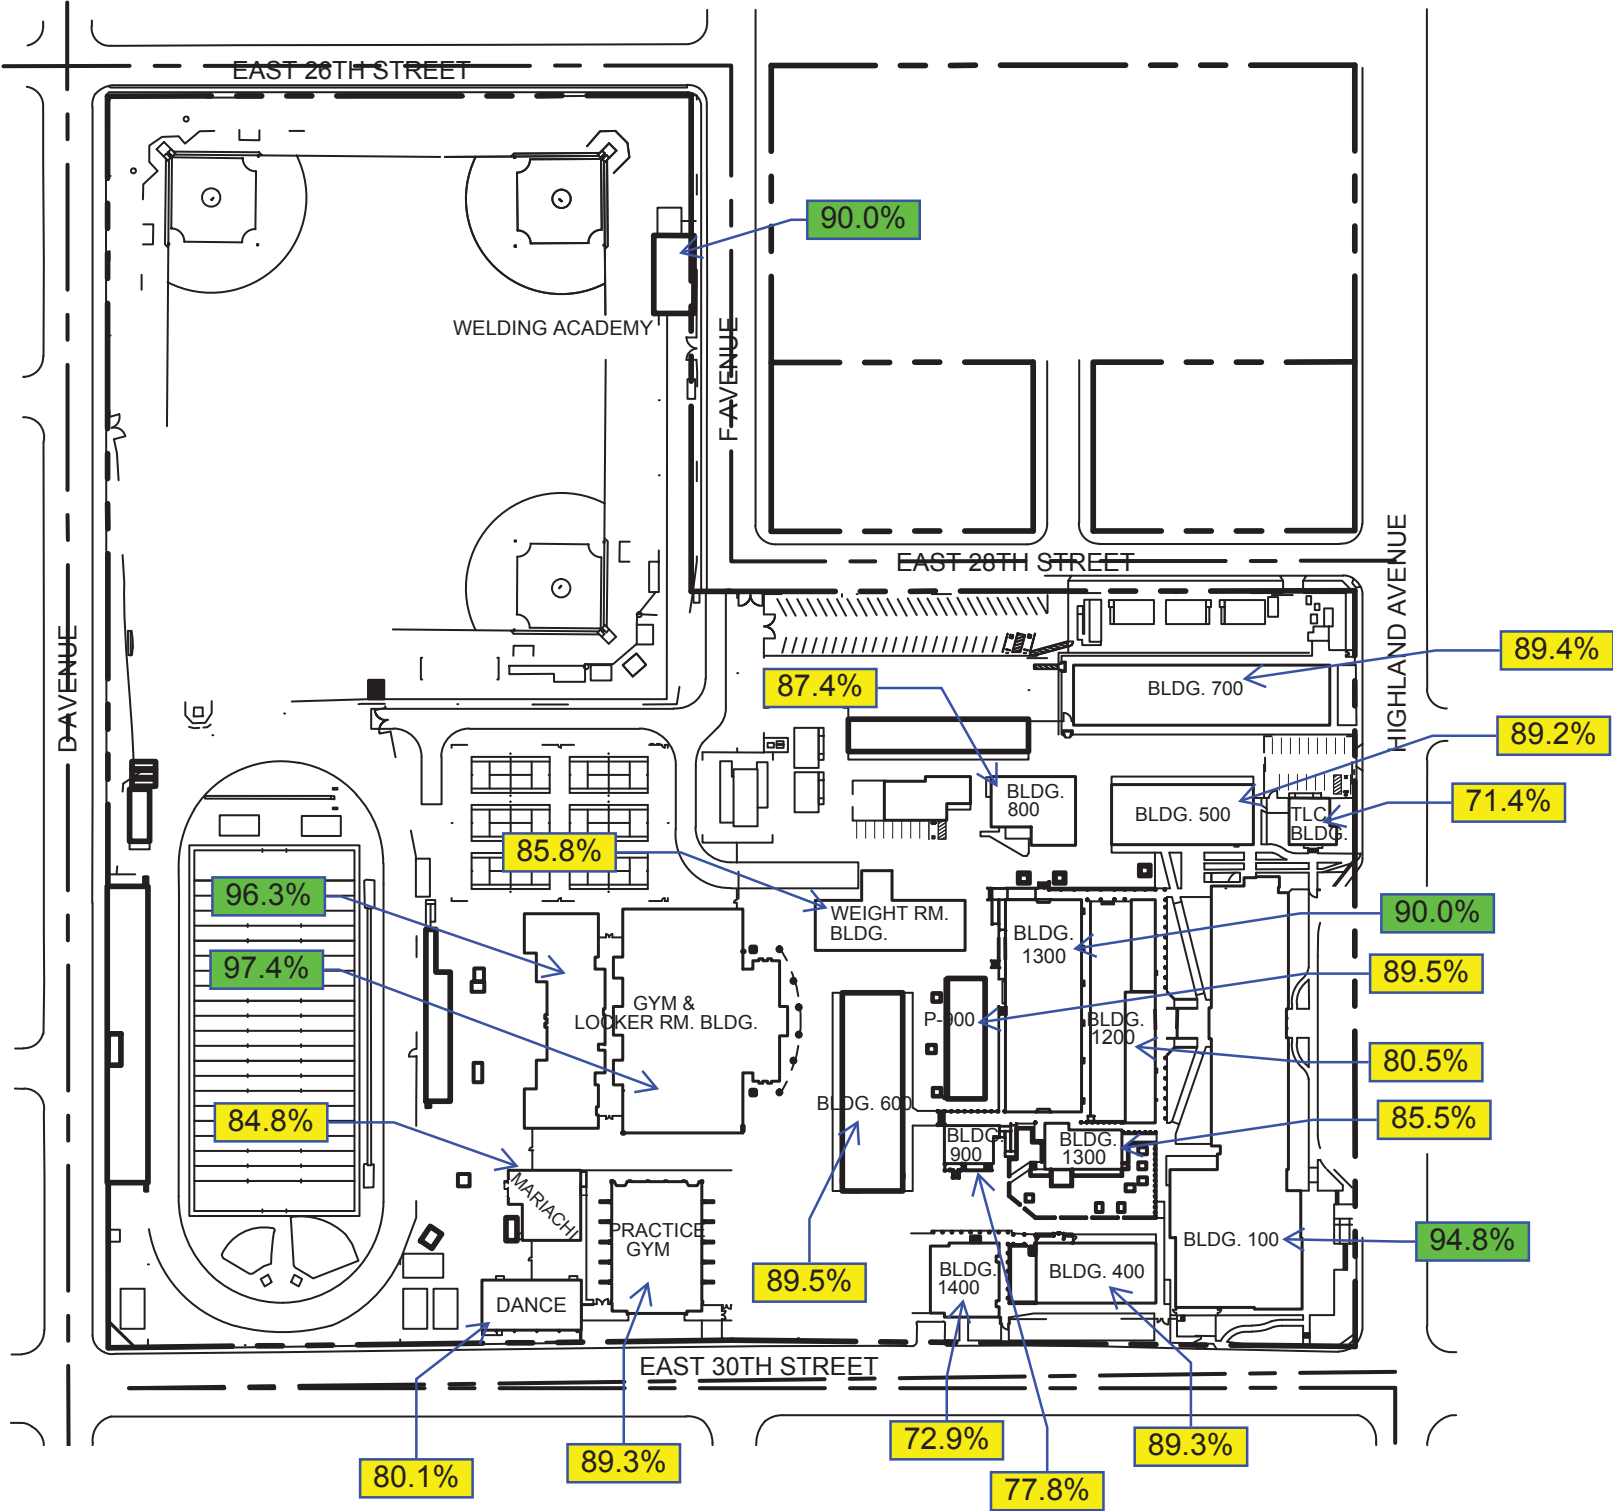 EAST 26TH STREET
90.0%
WELDING ACADEMY
F AVENUE
EAST 28TH STREET
HIGHLAND AVENUE
D AVENUE
89.4%
87.4%
BLDG. 700
89.2%
BLDG.
800
BLDG. 500
TLC
BLDG.
71.4%
85.8%
96.3%
WEIGHT RM.
BLDG.
90.0%
BLDG.
1300
97.4%
89.5%
GYM &
LOCKER RM. BLDG.
P-900
BLDG.
1200
80.5%
84.8%
BLDG. 600
85.5%
BLDG.
900
BLDG.
1300
MARIACHI
PRACTICE
GYM
BLDG. 100
94.8%
89.5%
BLDG.
1400
BLDG. 400
DANCE
EAST 30TH STREET
72.9%
89.3%
89.3%
80.1%
77.8%